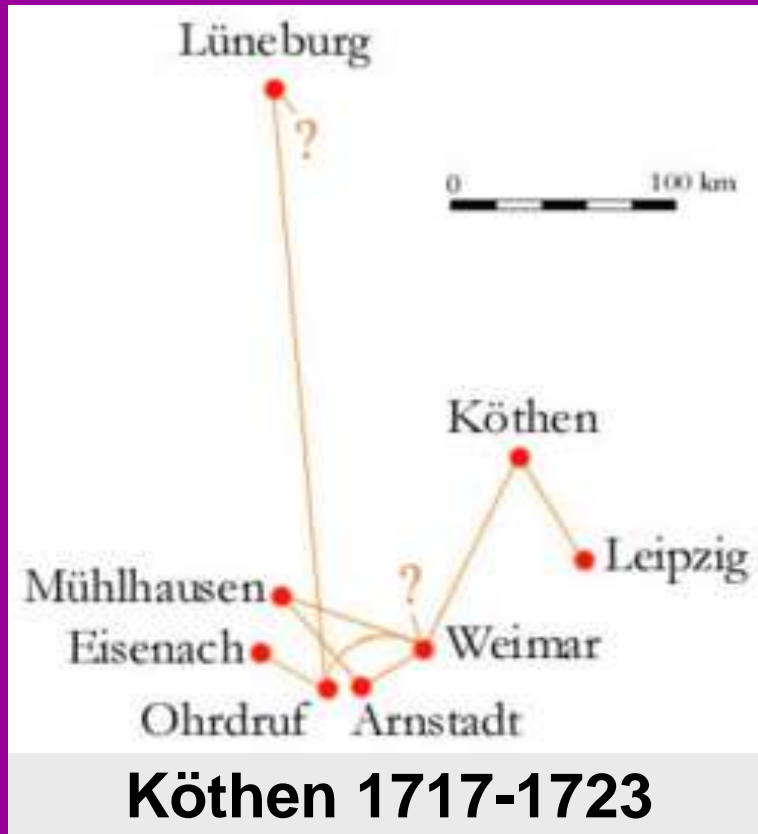 Lüneburg
?
0 100 km
Köthen
Leipzig
Mühlhausen
?
Eisenach
Weimar
Ohrdruf
Arnstadt
Köthen 1717-1723